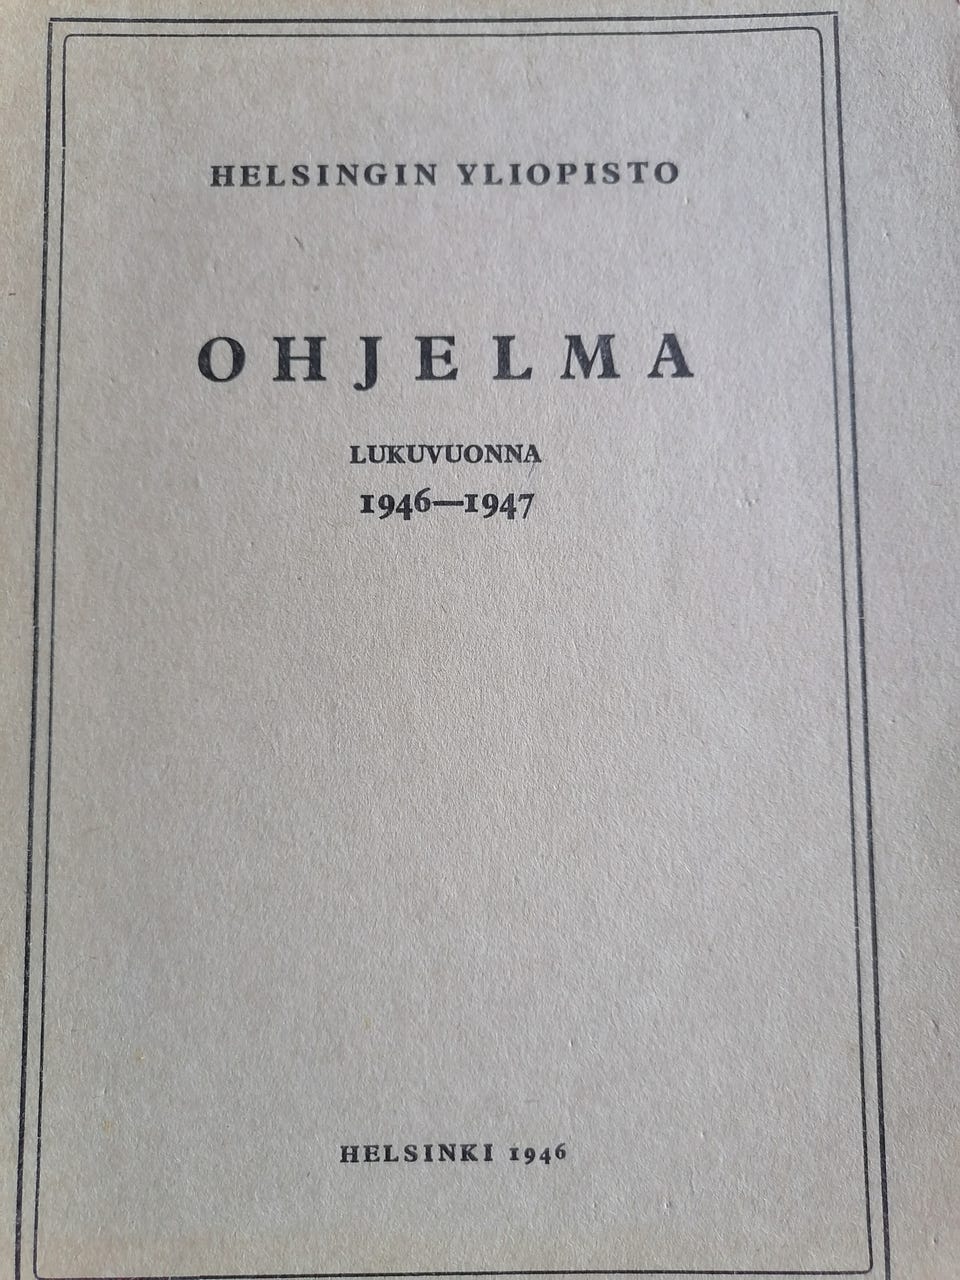 HELSINGIN YLIOPISTO
OHJELMA
LUKUVUONNA
1946—1947
HELSINKI 1946